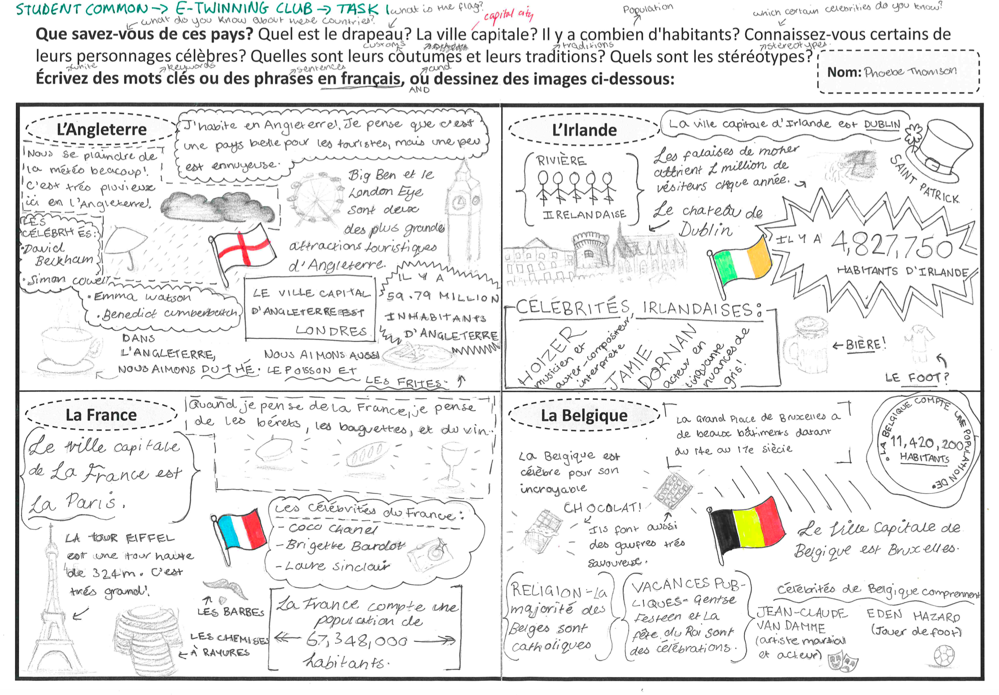 STUDENT COMMON → E-TWINNING CLUB → TASK 1
what is the flag?
capital city
Population
which certain celebrities do you know?
what do you know about these countries?
Que savez-vous de ces pays? Quel est le drapeau? La ville capitale? Il y a combien d'habitants? Connaissez-vous certains de
customs
traditions
stereotypes.
leurs personnages célèbres? Quelles sont leurs coutumes et leurs traditions? Quels sont les stéréotypes?
keywords
sentences
and
Écrivez des mots clés ou des phrases en français, où dessinez des images ci-dessous:
AND
Nom: Phoebe Thomson
L'Angleterre
J'habite en Angleterre! Je pense que c'est
une pays belle pour les touristes, mais une peu
est ennuyeuse.
Nous se plaindre de
la météo beacoup!
C'est trés pluvieux
ici en l'Angleterre!
Big Ben et le
London Eye
sont deux
des plus grande
attractions touristiques
d'Angleterre.
LES
CÉLÉBRITÉS:
• David
Beckham
• Simon cowell
• Emma watson
• Benedict cumberbatch
LE VILLE CAPITAL
D'ANGLETERRE EST
LONDRES
IL Y A
59.79 MILLION
INHABITANTS
D'ANGLETERRE
DANS
L'ANGLETERRE,
NOUS AIMONS DU THÉ.
NOUS AIMONS AUSSI
LE POISSON ET
LES FRITES.
L'Irlande
La ville capitale d'Irlande est DUBLIN
RIVIÈRE
IIRELANDAISE
Les falaises de moher
attrient 1 million de
vésiteurs chque année.
SAINT PATRICK
Le chateâu de
Dublin
IL Y A 4,827,750
HABITANTS D'IRLANDE
CÉLÉBRITÉS IRLANDAISES:
HOIZER
musicien et
auter-compositeur-
interprète
JAMIE
DORNAN
acteur en
cinquante
nuances de
gris!
← BIÈRE!
LE FOOT?
La France
Quand je pense de la France, je pense
de les bérets, les baguettes, et du vin.
Le ville capitale
de La France est
La Paris.
Les célébrités du France:
- coco chanel
- Brigette Bardot
- Laure sinclair
LA TOUR EIFFEL
est une tour haute
de 324m. C'est
trés grand!
LES BARBES
LES CHEMISES
← À RAYURES
La France compte une
population de
67,348,000
habitants.
La Belgique
La Grand Place de Bruxelles a
de beaux bâtiments datant
du 14e au 17e siècle
• LA BELGIQUE COMPTE UNE POPULATION DE •
11,420,200
HABITANTS
La Belgique est
célèbre pour son
incroyable
CHOCOLAT!
Ils font aussi
des gaufres trés
savoureux.
Le Ville Capitale de
Belgique est Bruxelles.
RELIGION - La
majorité des
Belges sont
catholiques
VACANCES PUB-
LIQUES - Gentse
Festeen et La
fête du Roi sont
des célébrations.
Célébrités de Belgique comprennent
JEAN-CLAUDE
VAN DAMME
(artiste martial
et acteur)
EDEN HAZARD
(Jouer de foot)